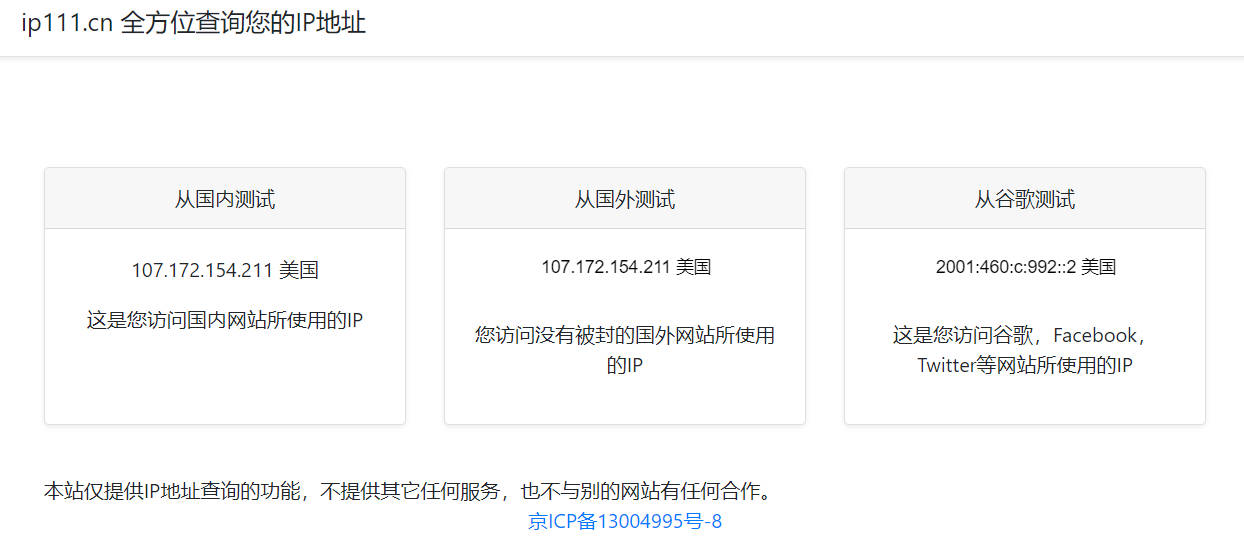 ip111.cn 全方位查询您的IP地址
从国内测试
107.172.154.211 美国
这是您访问国内网站所使用的IP
从国外测试
107.172.154.211 美国
您访问没有被封的国外网站所使用
的IP
从谷歌测试
2001:460:c:992::2 美国
这是您访问谷歌，Facebook，
Twitter等网站所使用的IP
本站仅提供IP地址查询的功能，不提供其它任何服务，也不与别的网站有任何合作。
京ICP备13004995号-8